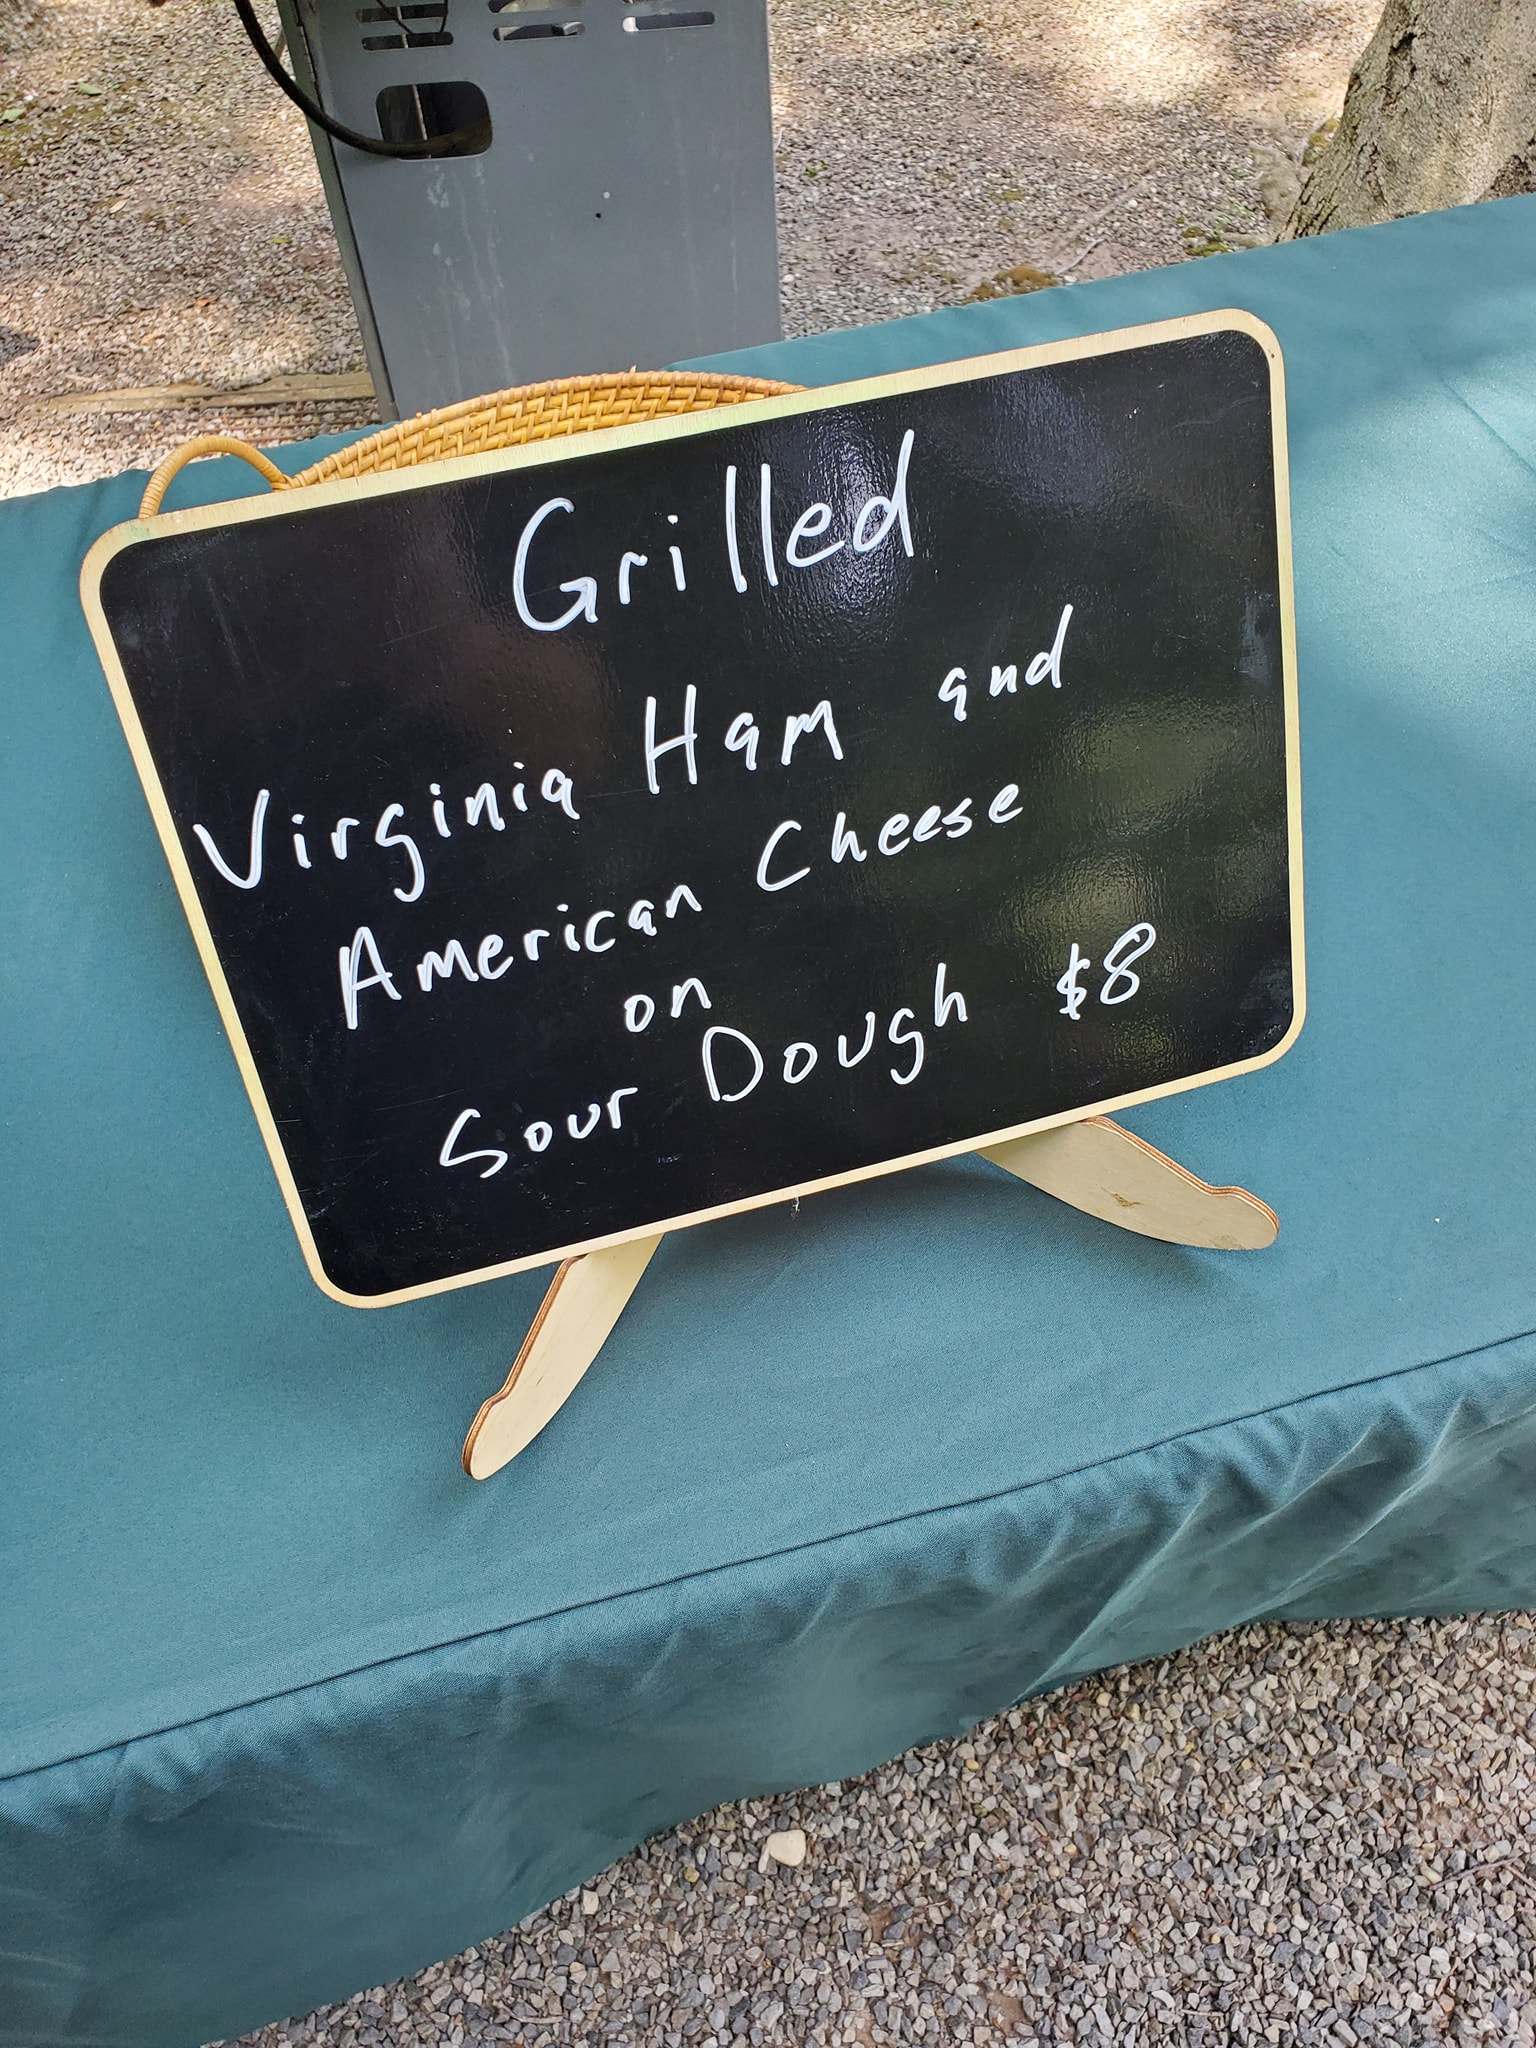 Grilled
Virginia Ham and
American Cheese
on
Sour Dough $8